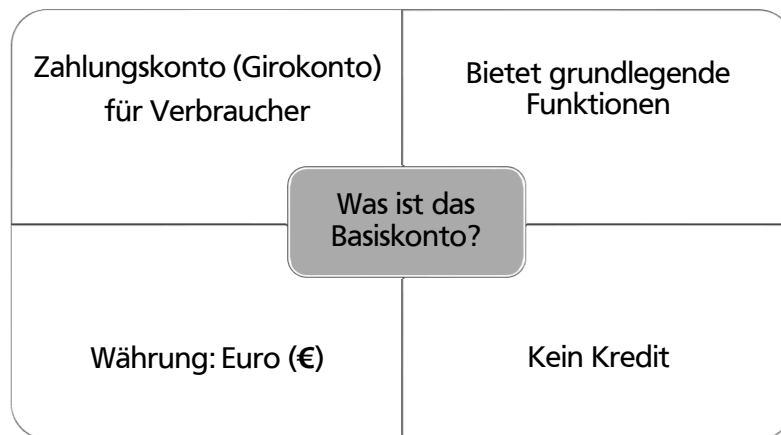 Zahlungskonto (Girokonto)
für Verbraucher
Bietet grundlegende
Funktionen
Was ist das
Basiskonto?
Währung: Euro (€)
Kein Kredit